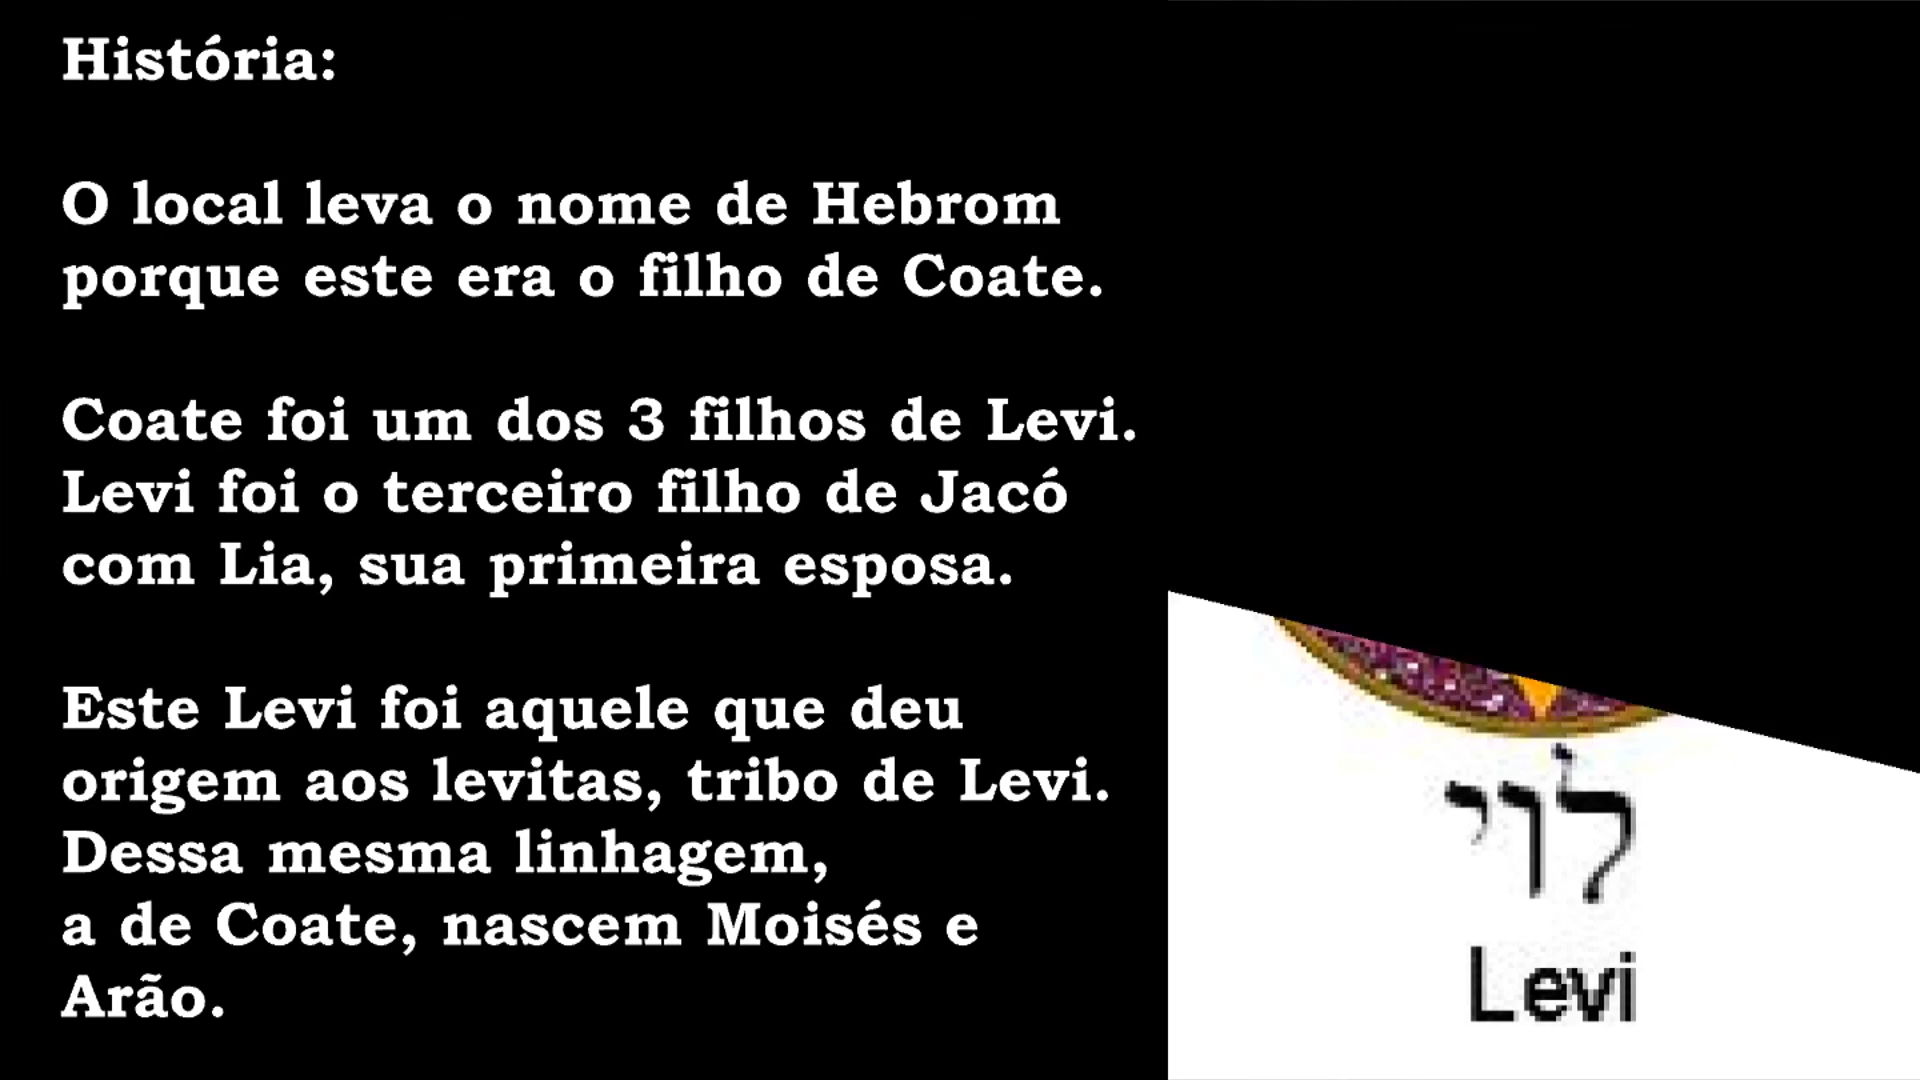 História:
O local leva o nome de Hebrom
porque este era o filho de Coate.
Coate foi um dos 3 filhos de Levi.
Levi foi o terceiro filho de Jacó
com Lia, sua primeira esposa.
Este Levi foi aquele que deu
origem aos levitas, tribo de Levi.
Dessa mesma linhagem,
a de Coate, nascem Moisés e
Arão.
לוי
Levi